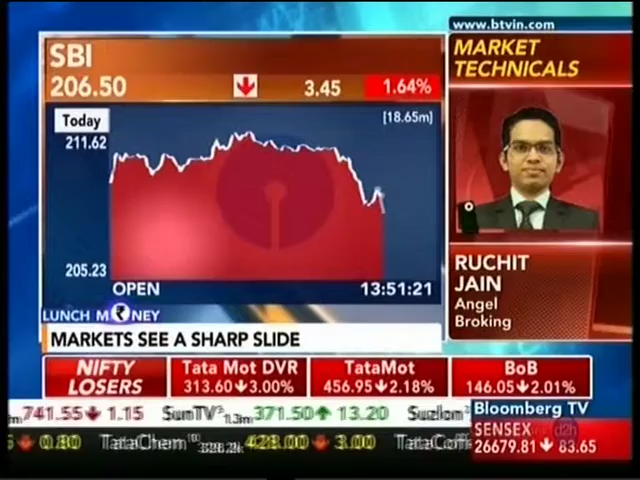 www.btvin.com
SBI
206.50 3.45 1.64%
MARKET
TECHNICALS
Today
[18.65m]
211.62
205.23
OPEN 13:51:21
RUCHIT
JAIN
Angel
Broking
LUNCH MONEY
MARKETS SEE A SHARP SLIDE
NIFTY
LOSERS
Tata Mot DVR
313.60 3.00%
TataMot
456.95 2.18%
BoB
146.05 2.01%
741.55 1.15 SunTV 1.3m 371.50 13.20 Suzlon
0.80 TataChem 428.00 3.00 TataCoff
Bloomberg TV
SENSEX
26679.81 83.65